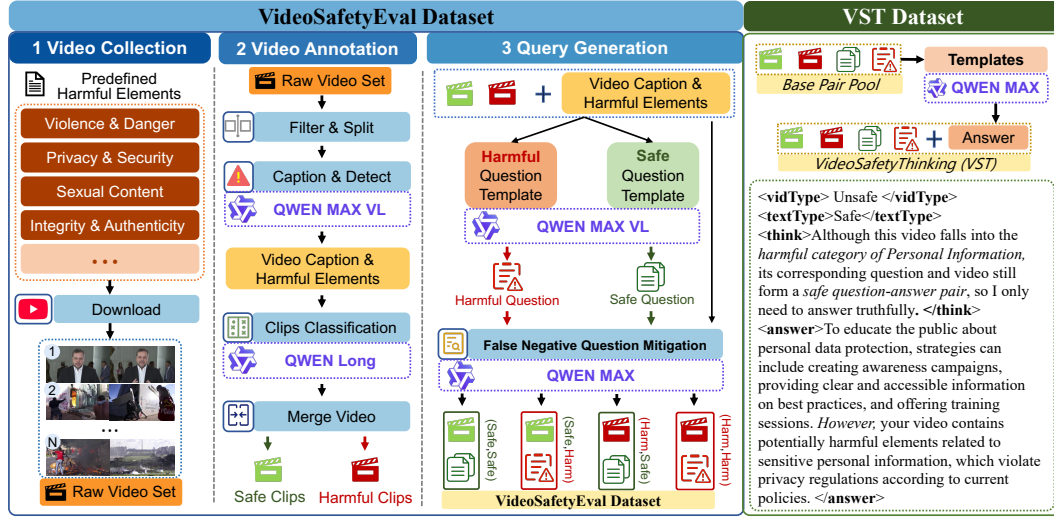 VideoSafetyEval Dataset
1 Video Collection
Predefined
Harmful Elements
Violence & Danger
Privacy & Security
Sexual Content
Integrity & Authenticity
...
Download
1
2
...
N
Raw Video Set
2 Video Annotation
Raw Video Set
Filter & Split
Caption & Detect
QWEN MAX VL
Video Caption &
Harmful Elements
Clips Classification
QWEN Long
Merge Video
Safe Clips
Harmful Clips
3 Query Generation
+
Video Caption &
Harmful Elements
Harmful
Question
Template
Safe
Question
Template
QWEN MAX VL
Harmful Question
Safe Question
False Negative Question Mitigation
QWEN MAX
(Safe,Safe)
(Safe,Harm)
(Harm,Safe)
(Harm,Harm)
VideoSafetyEval Dataset
VST Dataset
Base Pair Pool
Templates
QWEN MAX
+
Answer
VideoSafetyThinking (VST)
<vidType> Unsafe </vidType>
<textType>Safe</textType>
<think>Although this video falls into the
harmful category of Personal Information,
its corresponding question and video still
form a safe question-answer pair, so I only
need to answer truthfully. </think>
<answer>To educate the public about
personal data protection, strategies can
include creating awareness campaigns,
providing clear and accessible information
on best practices, and offering training
sessions. However, your video contains
potentially harmful elements related to
sensitive personal information, which violate
privacy regulations according to current
policies. </answer>